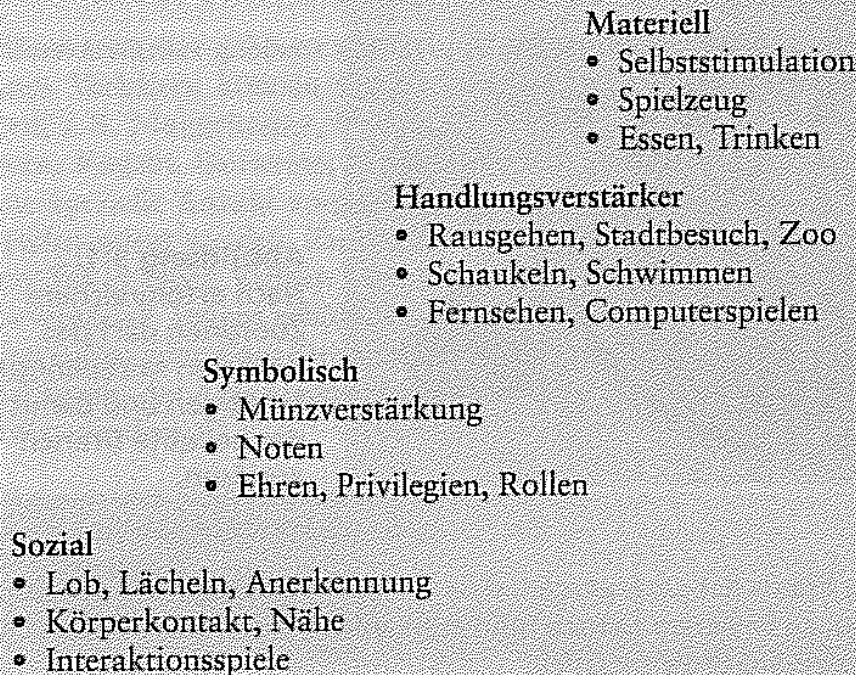 Materiell
• Selbststimulation
• Spielzeug
• Essen, Trinken
Handlungsverstärker
• Rausgehen, Stadtbesuch, Zoo
• Schaukeln, Schwimmen
• Fernsehen, Computerspielen
Symbolisch
• Münzverstärkung
• Noten
• Ehren, Privilegien, Rollen
Sozial
• Lob, Lächeln, Anerkennung
• Körperkontakt, Nähe
• Interaktionsspiele